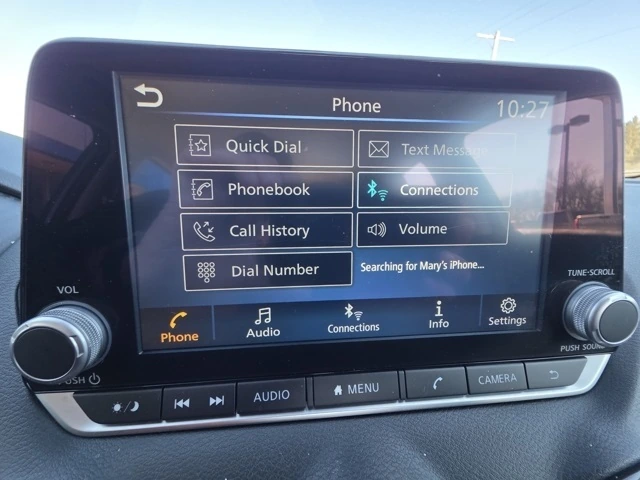 Phone 10:27
Quick Dial Text Message
Phonebook Connections
Call History Volume
Dial Number Searching for Mary's iPhone...
Phone Audio Connections Info Settings
VOL
PUSH
TUNE-SCROLL
PUSH SOUND
AUDIO MENU CAMERA